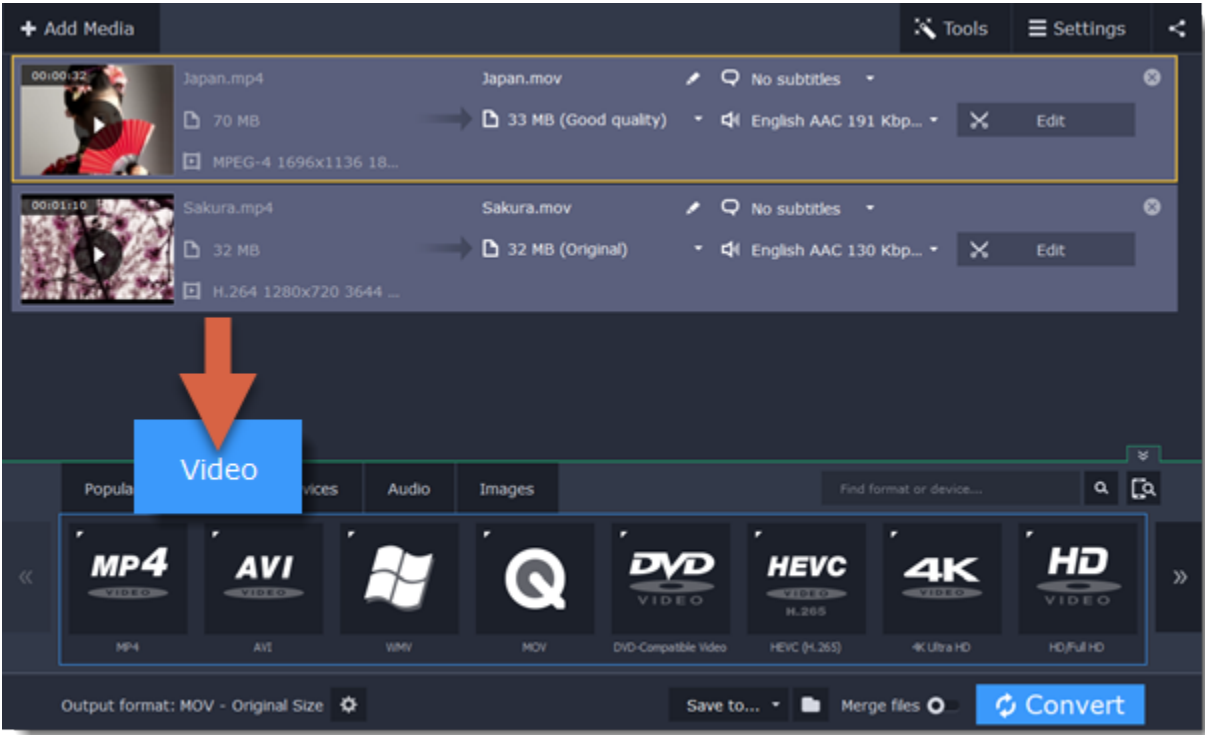 Add Media
Tools
Settings
00:00:32
Japan.mp4
Japan.mov
No subtitles
70 MB
33 MB (Good quality)
English AAC 191 Kbp...
Edit
MPEG-4 1696x1136 18...
00:01:10
Sakura.mp4
Sakura.mov
No subtitles
32 MB
32 MB (Original)
English AAC 130 Kbp...
Edit
H.264 1280x720 3644 ...
Video
Popula
vices
Audio
Images
Find format or device...
MP4
VIDEO
AVI
VIDEO
DVD
VIDEO
HEVC
VIDEO
H.265
4K
VIDEO
HD
VIDEO
MP4
AVI
WMV
MOV
DVD-Compatible Video
HEVC (H.265)
4K Ultra HD
HD/Full HD
Output format: MOV - Original Size
Save to...
Merge files
Convert